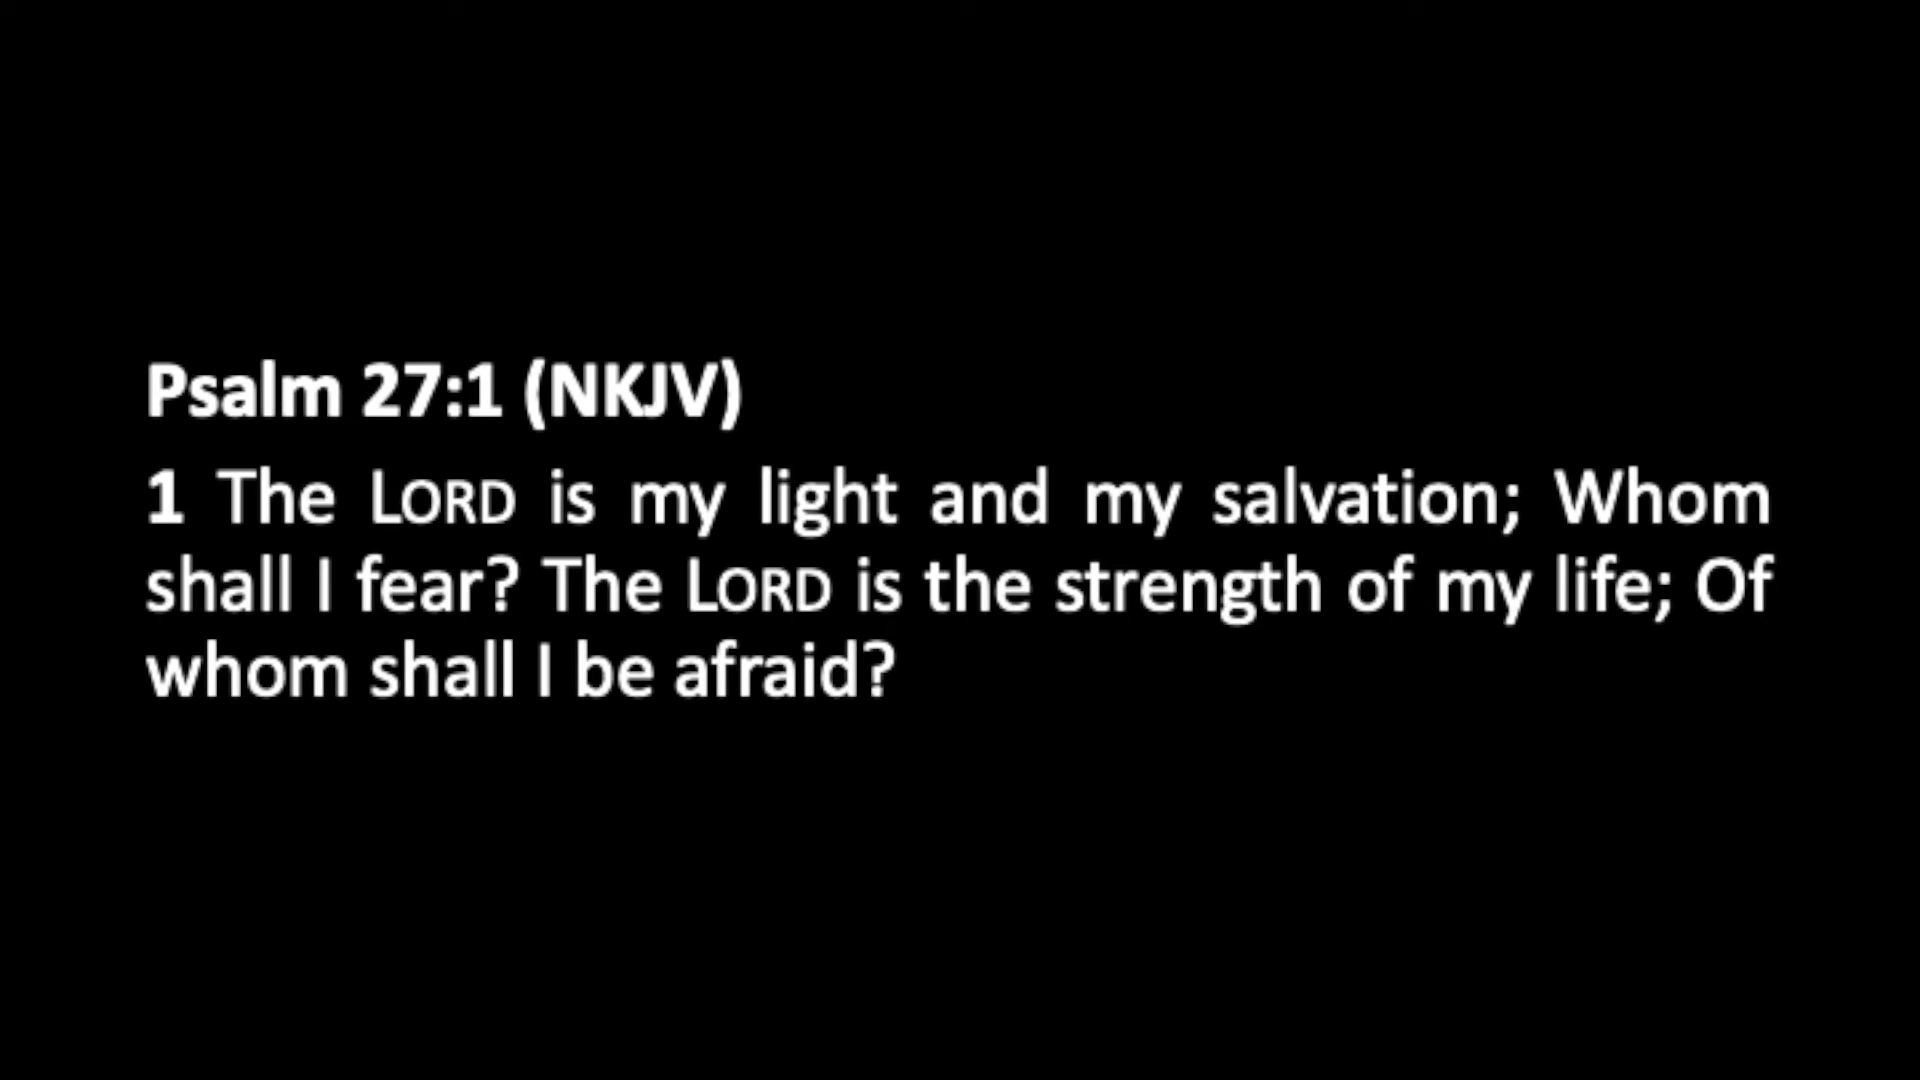 Psalm 27:1 (NKJV)
1 The LORD is my light and my salvation; Whom
shall I fear? The LORD is the strength of my life; Of
whom shall I be afraid?